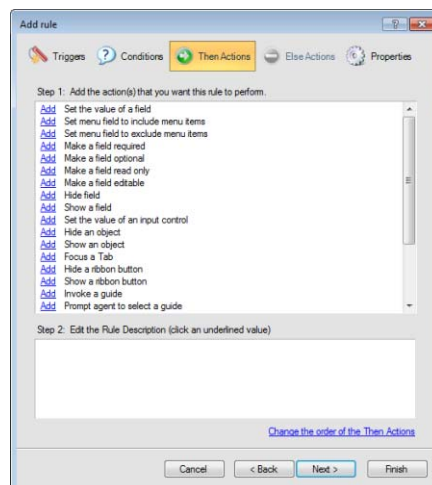 Add rule
Triggers Conditions Then Actions Else Actions Properties
Step 1: Add the action(s) that you want this rule to perform.
Add Set the value of a field
Add Set menu field to include menu items
Add Set menu field to exclude menu items
Add Make a field required
Add Make a field optional
Add Make a field read only
Add Make a field editable
Add Hide field
Add Show a field
Add Set the value of an input control
Add Hide an object
Add Show an object
Add Focus a Tab
Add Hide a ribbon button
Add Show a ribbon button
Add Invoke a guide
Add Prompt agent to select a guide
Step 2: Edit the Rule Description (click an underlined value)
Change the order of the Then Actions
Cancel < Back Next > Finish